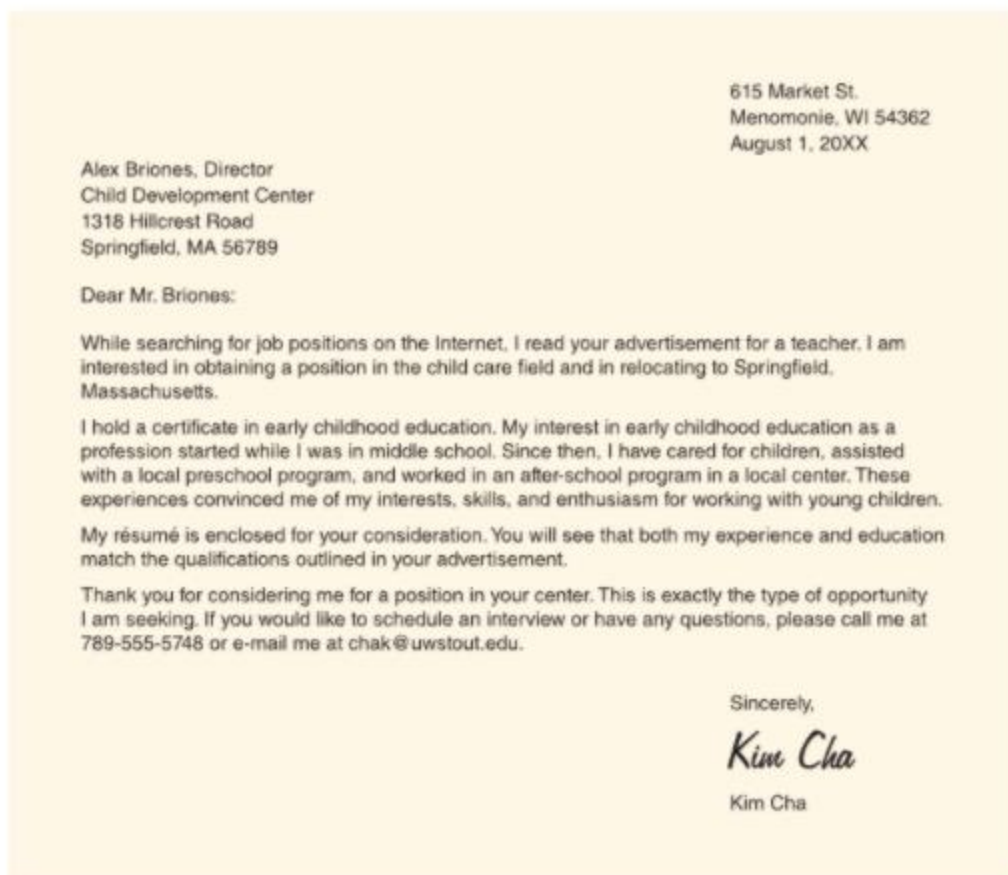 615 Market St.
Menomonie, WI 54362
August 1, 20XX
Alex Briones, Director
Child Development Center
1318 Hillcrest Road
Springfield, MA 56789
Dear Mr. Briones:
While searching for job positions on the Internet, I read your advertisement for a teacher. I am
interested in obtaining a position in the child care field and in relocating to Springfield,
Massachusetts.
I hold a certificate in early childhood education. My interest in early childhood education as a
profession started while I was in middle school. Since then, I have cared for children, assisted
with a local preschool program, and worked in an after-school program in a local center. These
experiences convinced me of my interests, skills, and enthusiasm for working with young children.
My résumé is enclosed for your consideration. You will see that both my experience and education
match the qualifications outlined in your advertisement.
Thank you for considering me for a position in your center. This is exactly the type of opportunity
I am seeking. If you would like to schedule an interview or have any questions, please call me at
789-555-5748 or e-mail me at chak@uwstout.edu.
Sincerely,
Kim Cha
Kim Cha